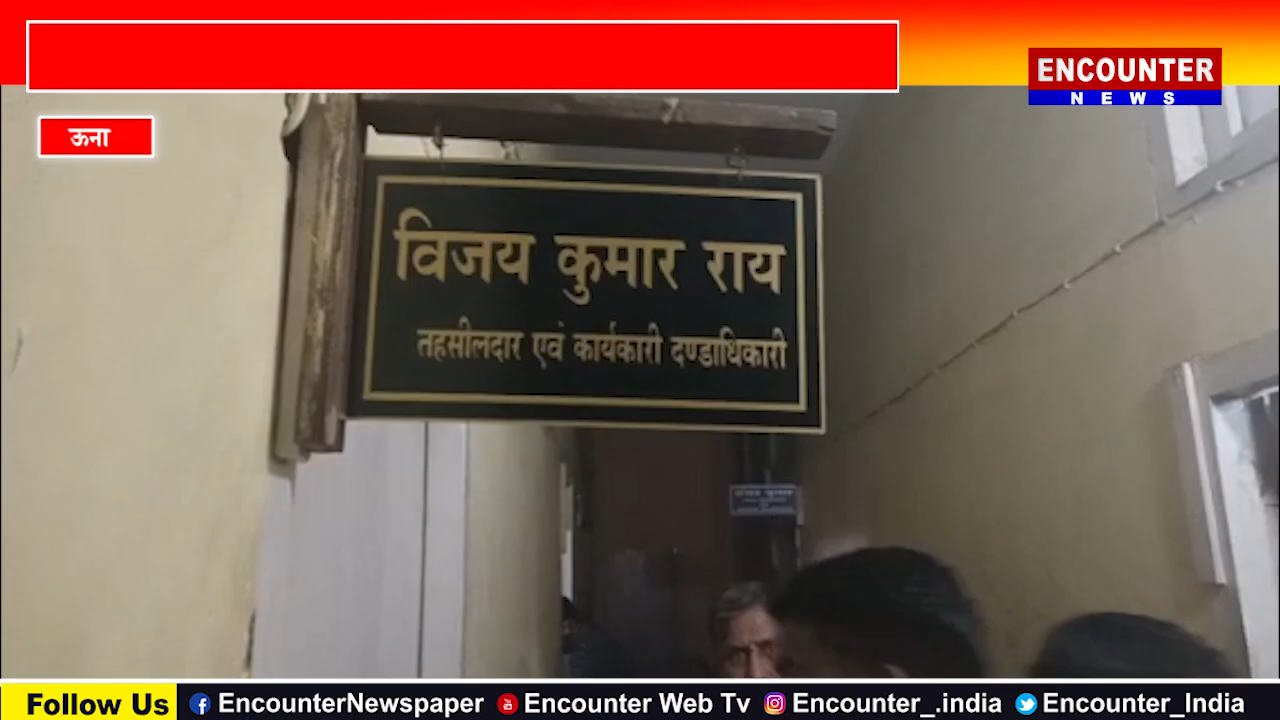 ENCOUNTER
NEWS
ऊना
विजय कुमार राय
तहसीलदार एवं कार्यकारी दण्डाधिकारी
Follow Us EncounterNewspaper Encounter Web Tv Encounter_.india Encounter_India